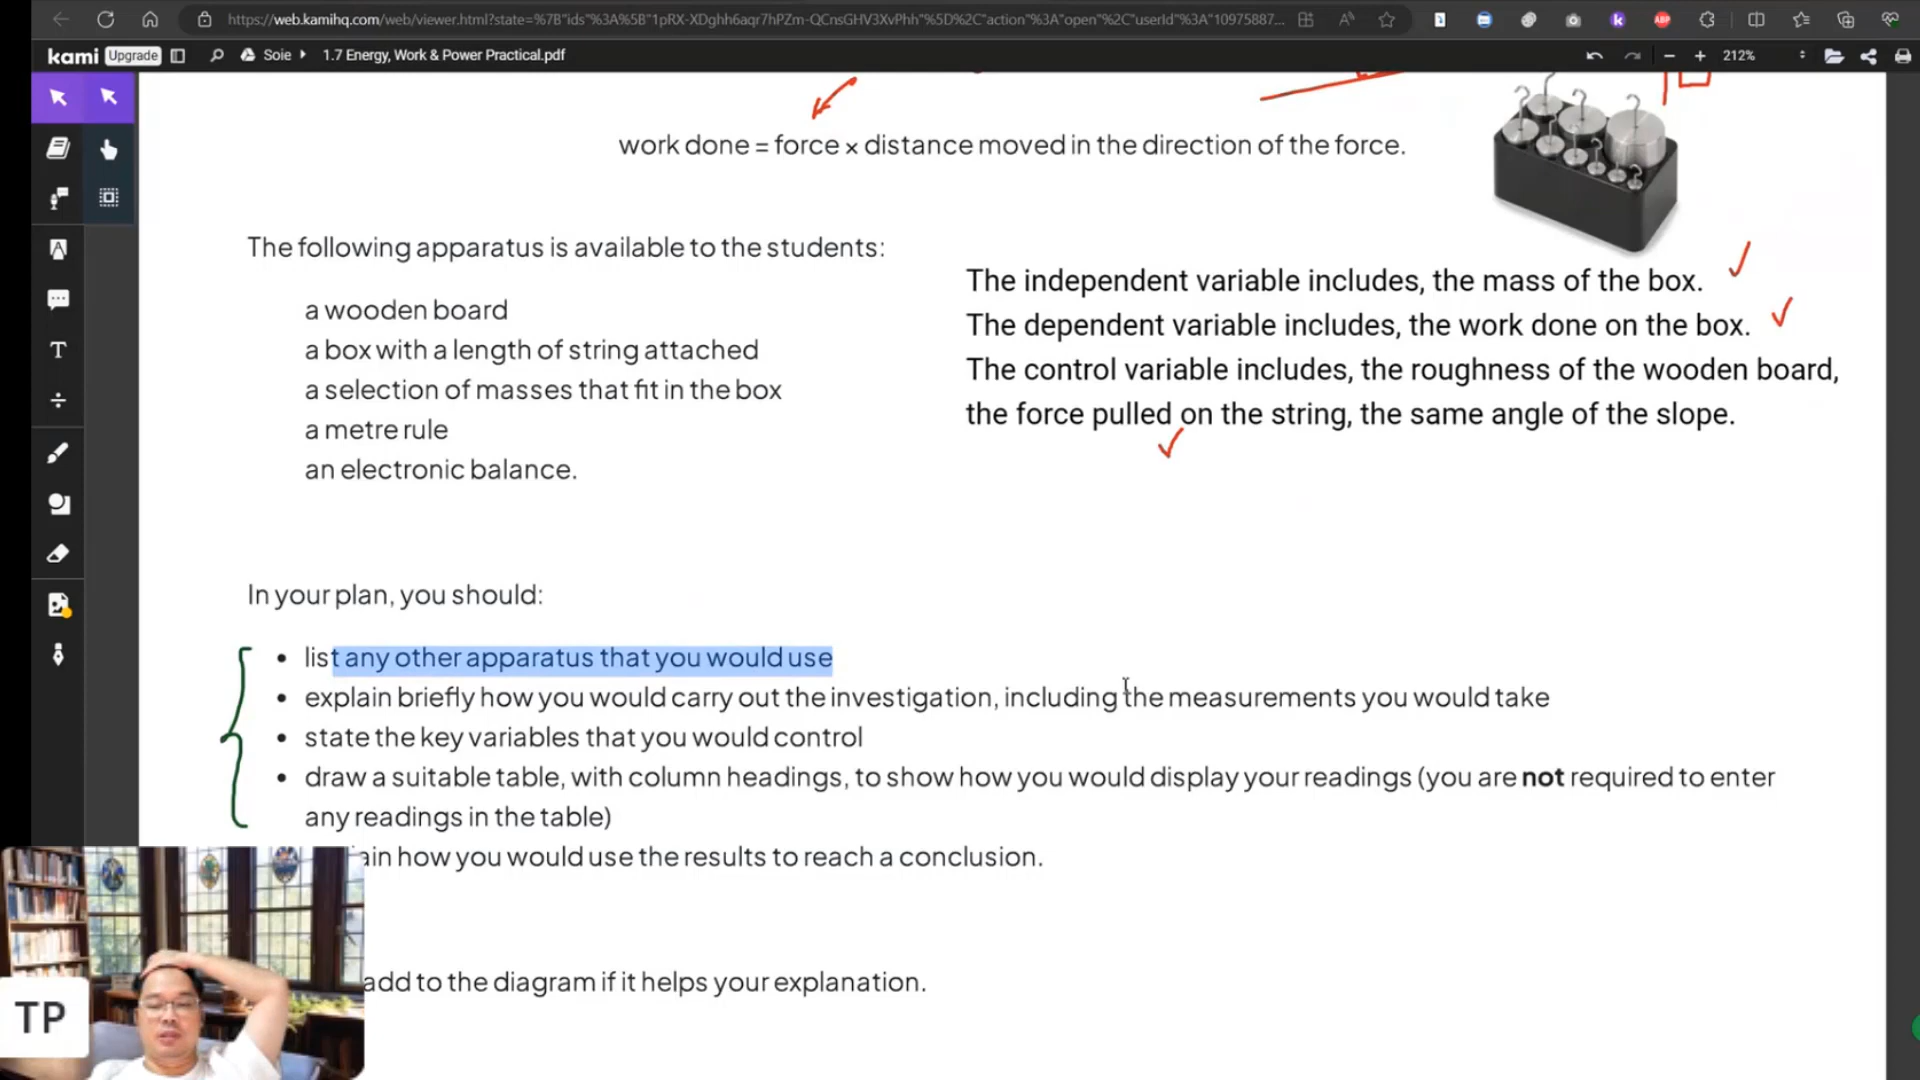 https://web.kamihq.com/web/viewer.html?state=%7B"ids"%3A%5B"1pRX-XDghh6aqr7hPZm-QCnsGHV3XvPhh"%5D%2C"action"%3A"open"%2C"userId"%3A"10975887...
kami Upgrade Soie 1.7 Energy, Work & Power Practical.pdf 212%
work done = force × distance moved in the direction of the force.
The following apparatus is available to the students:
a wooden board
a box with a length of string attached
a selection of masses that fit in the box
a metre rule
an electronic balance.
The independent variable includes, the mass of the box.
The dependent variable includes, the work done on the box.
The control variable includes, the roughness of the wooden board,
the force pulled on the string, the same angle of the slope.
In your plan, you should:
• list any other apparatus that you would use
• explain briefly how you would carry out the investigation, including the measurements you would take
• state the key variables that you would control
• draw a suitable table, with column headings, to show how you would display your readings (you are not required to enter
any readings in the table)
ain how you would use the results to reach a conclusion.
add to the diagram if it helps your explanation.
TP